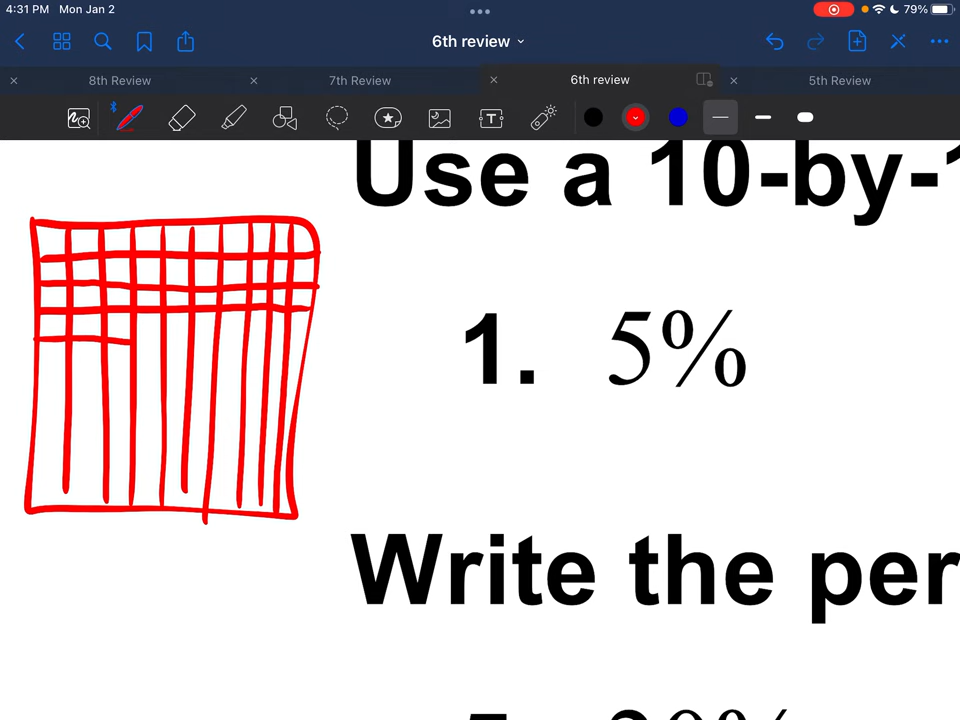 4:31 PM Mon Jan 2
79%
6th review
8th Review
7th Review
6th review
5th Review
T
Use a 10-by-1
1. 5%
Write the per